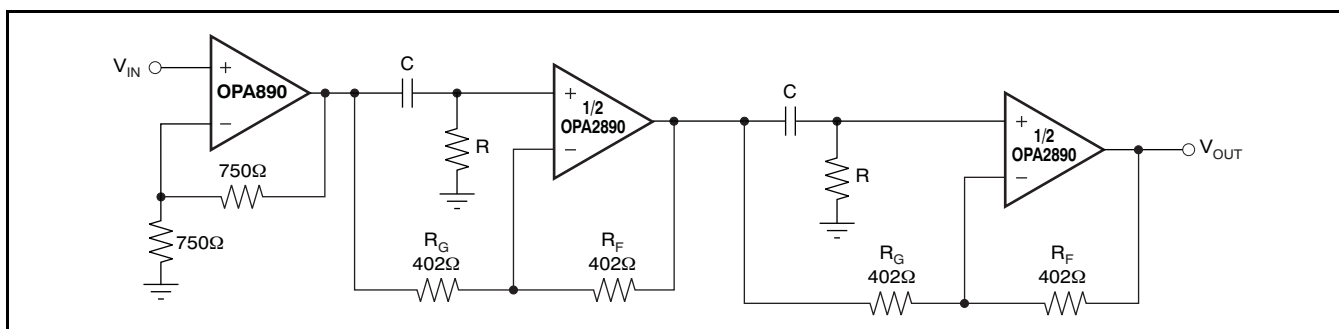 V_IN
+
OPA890
−
750Ω
750Ω
C
R
+
1/2
OPA2890
−
R_G
402Ω
R_F
402Ω
C
R
+
1/2
OPA2890
−
V_OUT
R_G
402Ω
R_F
402Ω